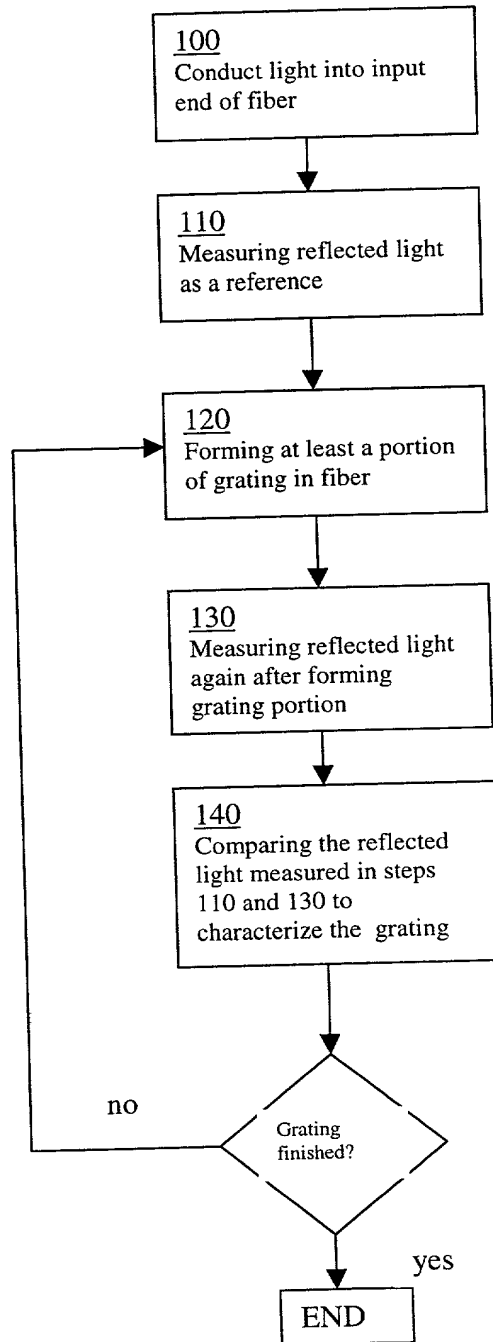 100
Conduct light into input
end of fiber
110
Measuring reflected light
as a reference
120
Forming at least a portion
of grating in fiber
130
Measuring reflected light
again after forming
grating portion
140
Comparing the reflected
light measured in steps
110 and 130 to
characterize the grating
no
Grating
finished?
yes
END